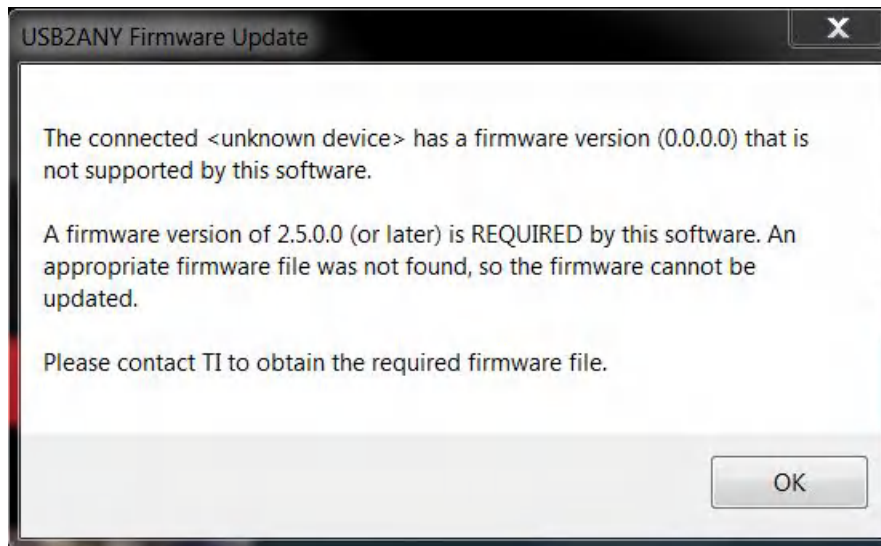 USB2ANY Firmware Update
The connected <unknown device> has a firmware version (0.0.0.0) that is
not supported by this software.
A firmware version of 2.5.0.0 (or later) is REQUIRED by this software. An
appropriate firmware file was not found, so the firmware cannot be
updated.
Please contact TI to obtain the required firmware file.
OK